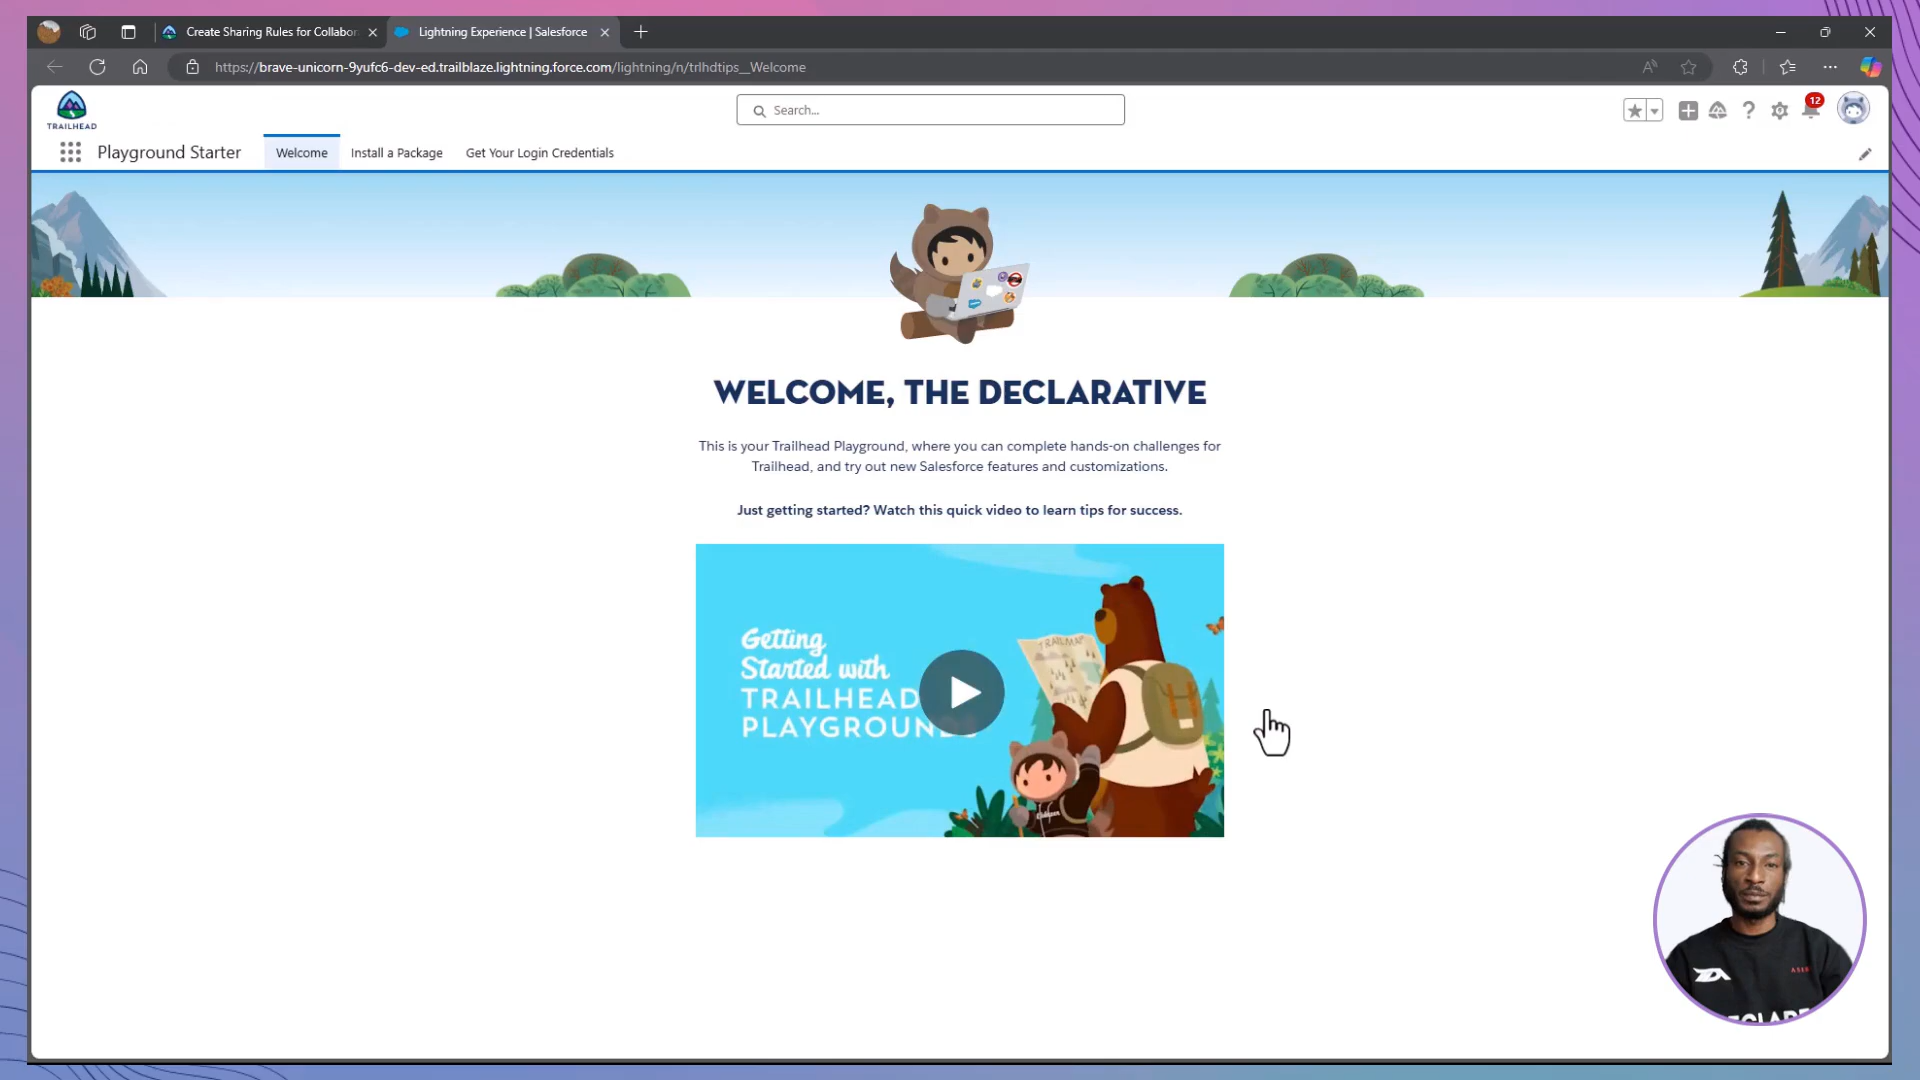 Create Sharing Rules for Collabor
Lightning Experience | Salesforce
https://brave-unicorn-9yufc6-dev-ed.trailblaze.lightning.force.com/lightning/n/trlhdtips__Welcome
TRAILHEAD
Search...
12
Playground Starter
Welcome
Install a Package
Get Your Login Credentials
WELCOME, THE DECLARATIVE
This is your Trailhead Playground, where you can complete hands-on challenges for
Trailhead, and try out new Salesforce features and customizations.
Just getting started? Watch this quick video to learn tips for success.
Getting
Started with
TRAILHEAD
PLAYGROUNDS
TRAILMAP